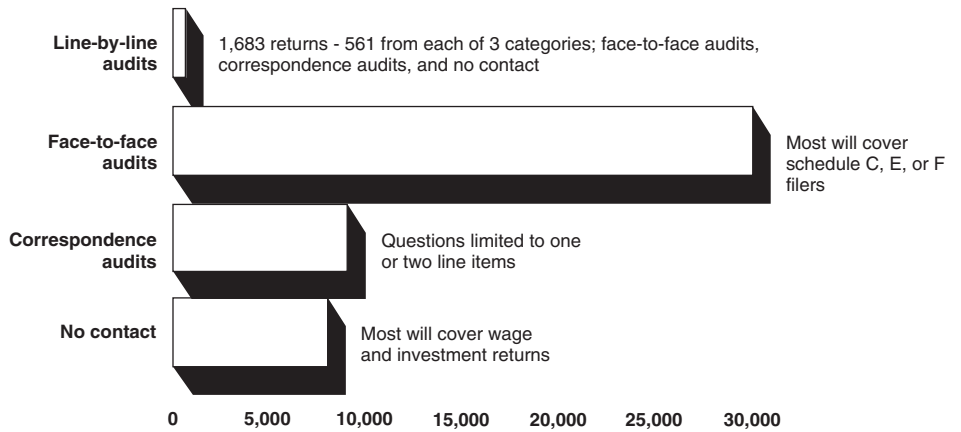 Line-by-line
audits
1,683 returns - 561 from each of 3 categories; face-to-face audits,
correspondence audits, and no contact
Face-to-face
audits
Most will cover
schedule C, E, or F
filers
Correspondence
audits
Questions limited to one
or two line items
No contact
Most will cover wage
and investment returns
0 5,000 10,000 15,000 20,000 25,000 30,000